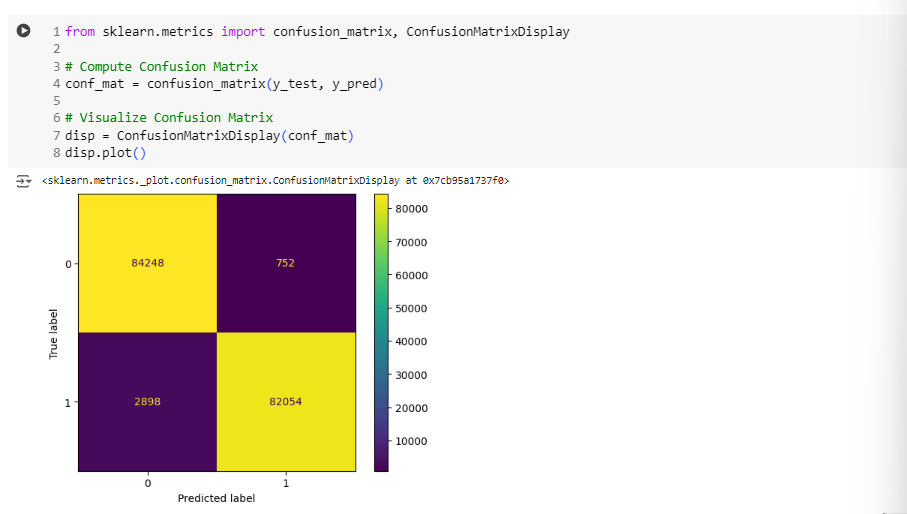 1 from sklearn.metrics import confusion_matrix, ConfusionMatrixDisplay
2
3 # Compute Confusion Matrix
4 conf_mat = confusion_matrix(y_test, y_pred)
5
6 # Visualize Confusion Matrix
7 disp = ConfusionMatrixDisplay(conf_mat)
8 disp.plot()
<sklearn.metrics._plot.confusion_matrix.ConfusionMatrixDisplay at 0x7cb95a1737f0>
80000
70000
60000
50000
40000
30000
20000
10000
True label
0
84248
752
1
2898
82054
0
1
Predicted label